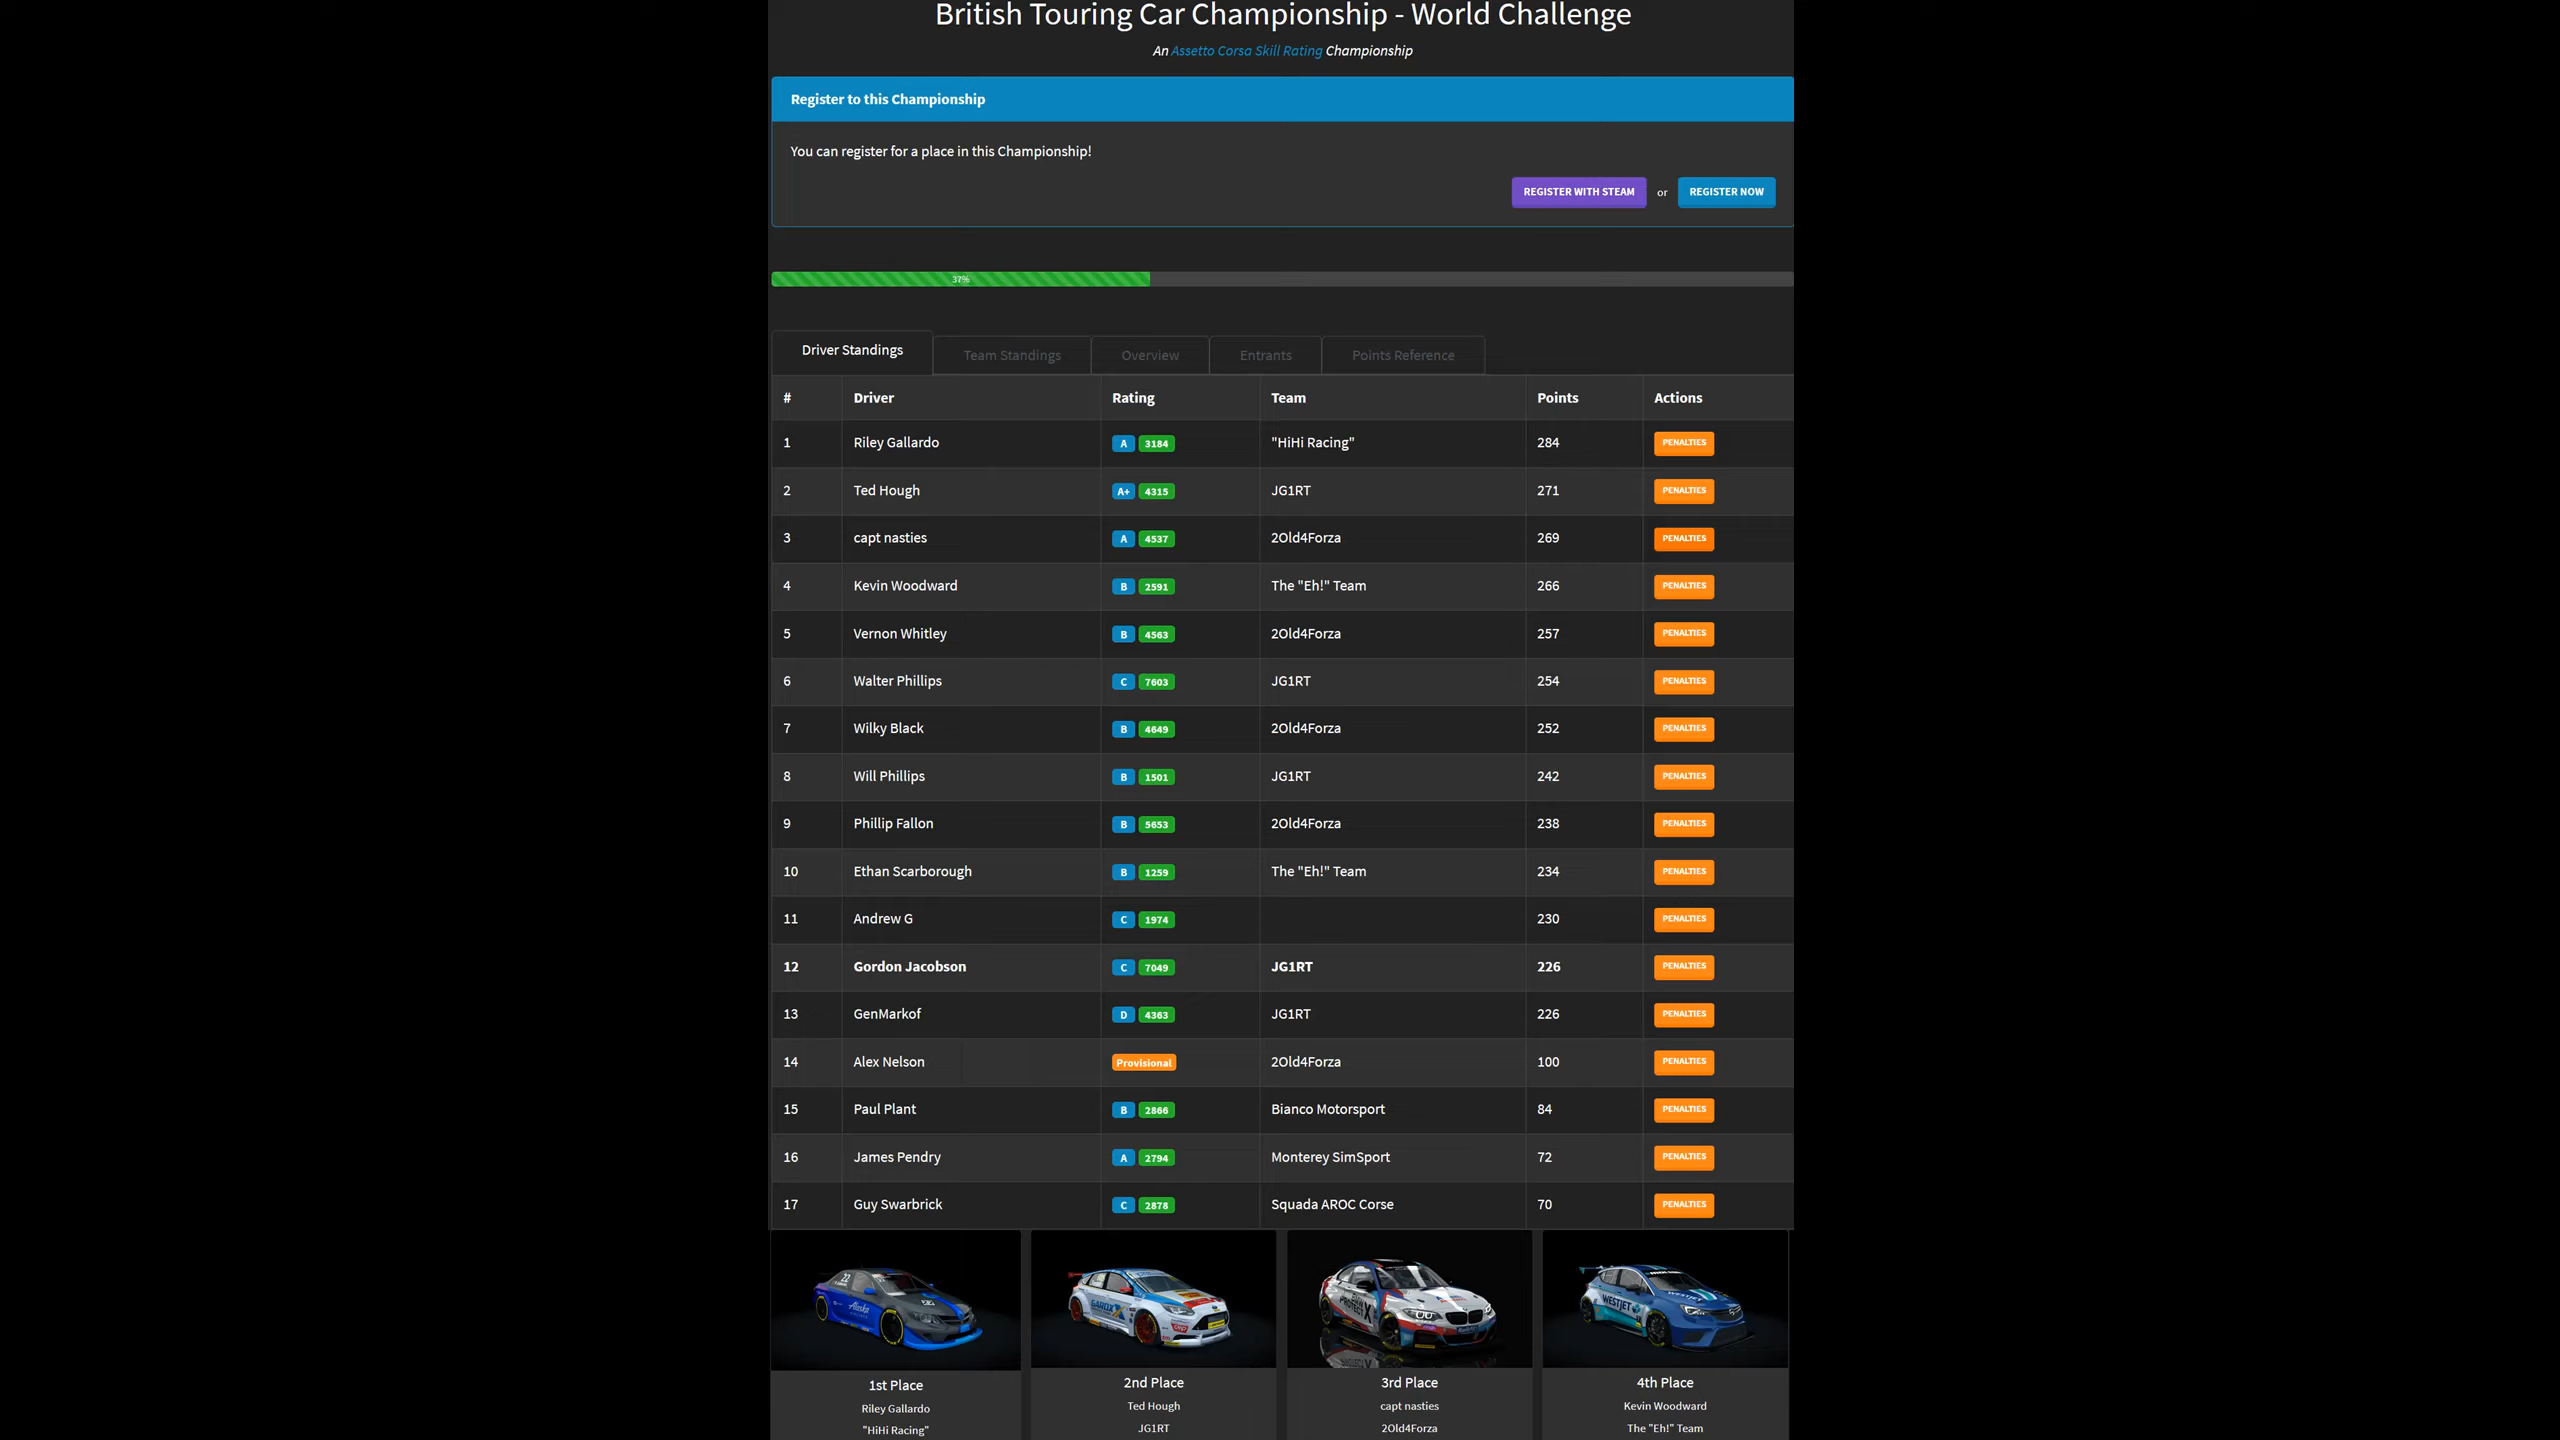 British Touring Car Championship - World Challenge
An Assetto Corsa Skill Rating Championship
Register to this Championship
You can register for a place in this Championship!
REGISTER WITH STEAM or REGISTER NOW
37%
Driver Standings Team Standings Overview Entrants Points Reference
# Driver Rating Team Points Actions
1 Riley Gallardo A 3184 "HiHi Racing" 284 PENALTIES
2 Ted Hough A+ 4315 JG1RT 271 PENALTIES
3 capt nasties A 4537 2Old4Forza 269 PENALTIES
4 Kevin Woodward B 2591 The "Eh!" Team 266 PENALTIES
5 Vernon Whitley B 4563 2Old4Forza 257 PENALTIES
6 Walter Phillips C 7603 JG1RT 254 PENALTIES
7 Wilky Black B 4649 2Old4Forza 252 PENALTIES
8 Will Phillips B 1501 JG1RT 242 PENALTIES
9 Phillip Fallon B 5653 2Old4Forza 238 PENALTIES
10 Ethan Scarborough B 1259 The "Eh!" Team 234 PENALTIES
11 Andrew G C 1974 230 PENALTIES
12 Gordon Jacobson C 7049 JG1RT 226 PENALTIES
13 GenMarkof D 4363 JG1RT 226 PENALTIES
14 Alex Nelson Provisional 2Old4Forza 100 PENALTIES
15 Paul Plant B 2866 Bianco Motorsport 84 PENALTIES
16 James Pendry A 2794 Monterey SimSport 72 PENALTIES
17 Guy Swarbrick C 2878 Squada AROC Corse 70 PENALTIES
22
Alaska
GARDX
PROTECT X
WESTJET
WESTJET
1st Place 2nd Place 3rd Place 4th Place
Riley Gallardo Ted Hough capt nasties Kevin Woodward
"HiHi Racing" JG1RT 2Old4Forza The "Eh!" Team